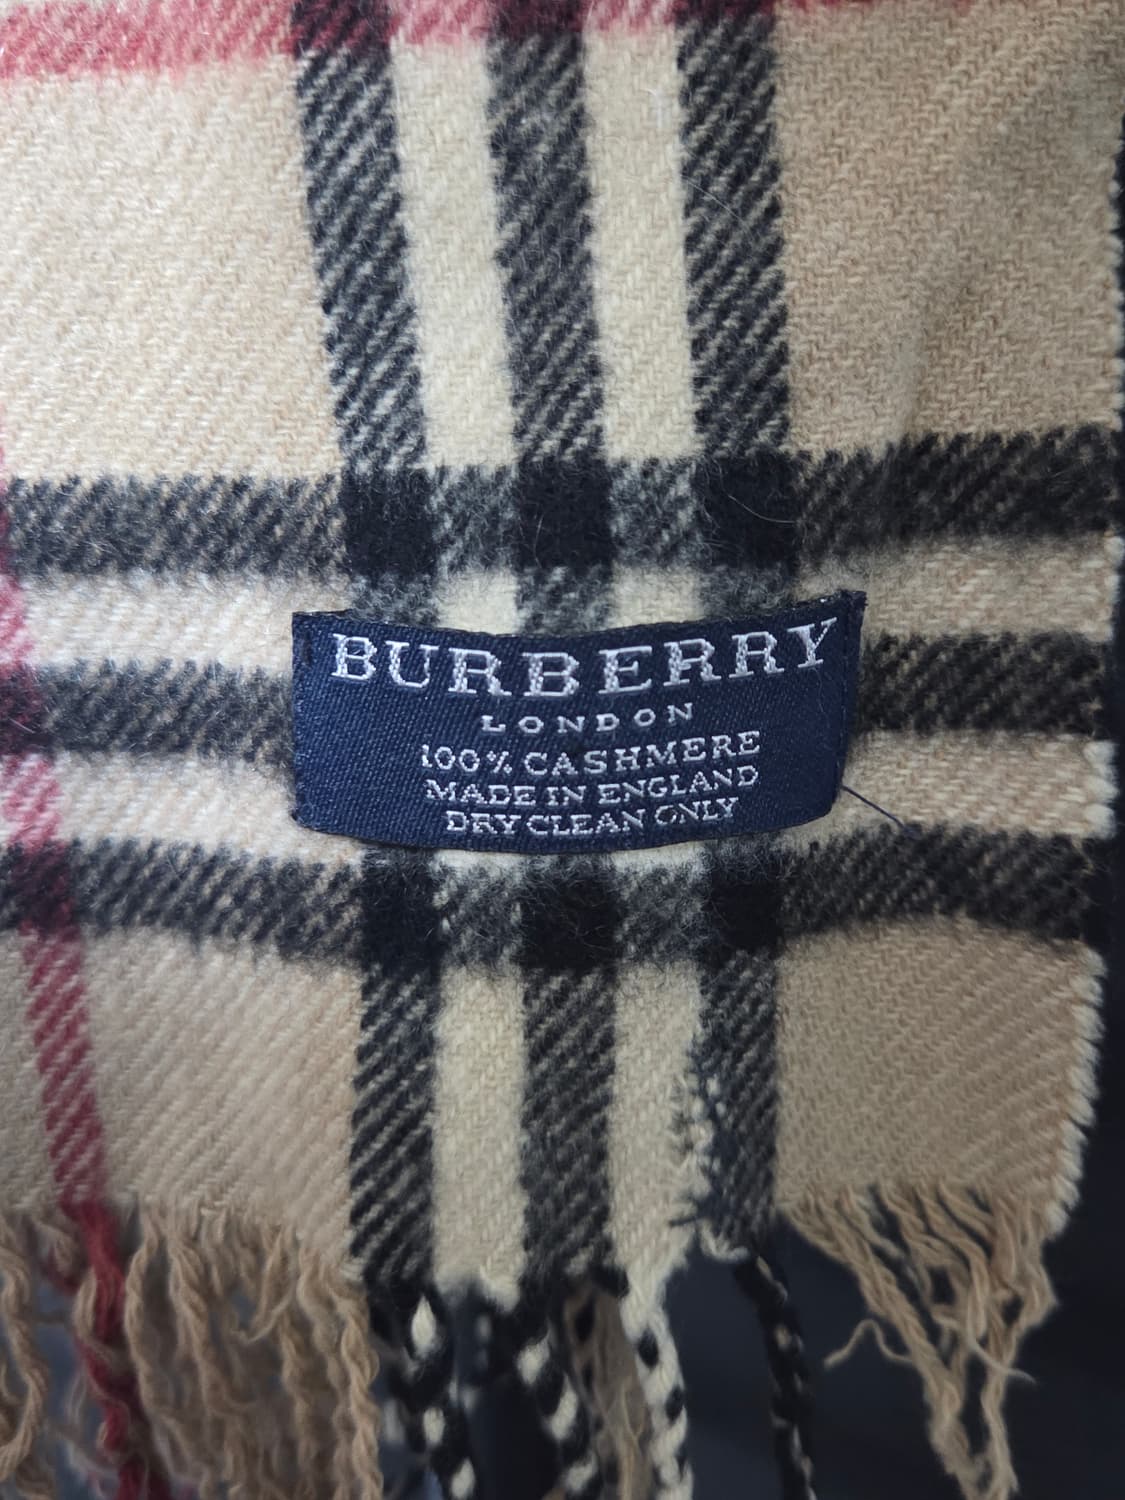 BURBERRY
LONDON
100% CASHMERE
MADE IN ENGLAND
DRY CLEAN ONLY